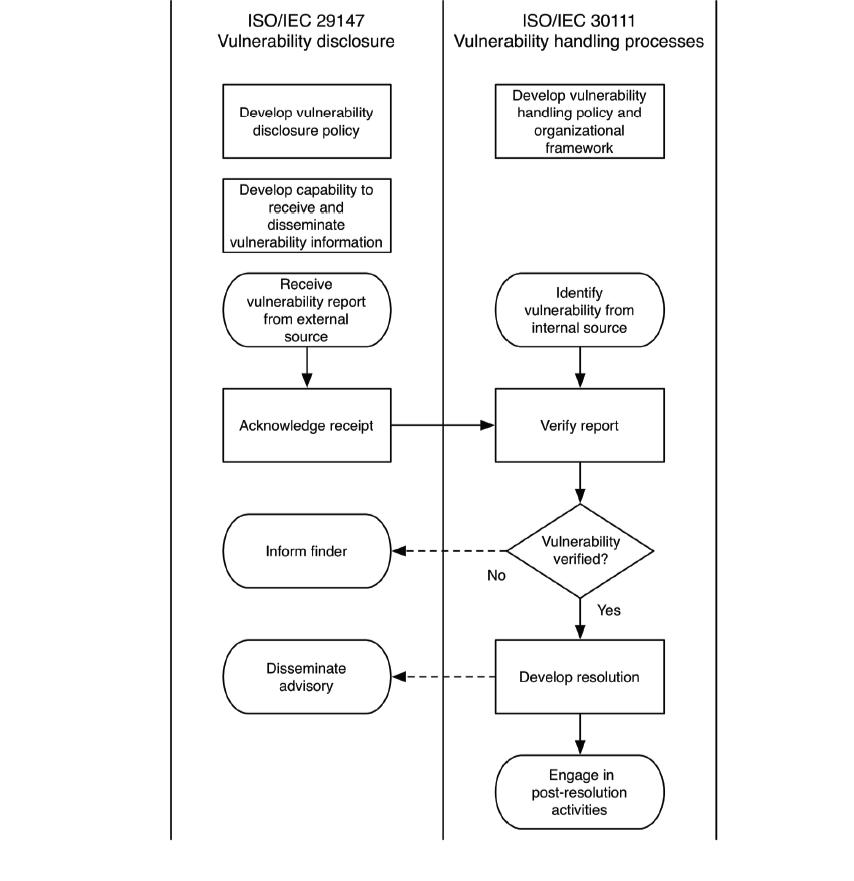 ISO/IEC 29147
Vulnerability disclosure
ISO/IEC 30111
Vulnerability handling processes
Develop vulnerability
disclosure policy
Develop vulnerability
handling policy and
organizational
framework
Develop capability to
receive and
disseminate
vulnerability information
Receive
vulnerability report
from external
source
Identify
vulnerability from
internal source
Acknowledge receipt
Verify report
Inform finder
Vulnerability
verified?
No
Yes
Disseminate
advisory
Develop resolution
Engage in
post-resolution
activities